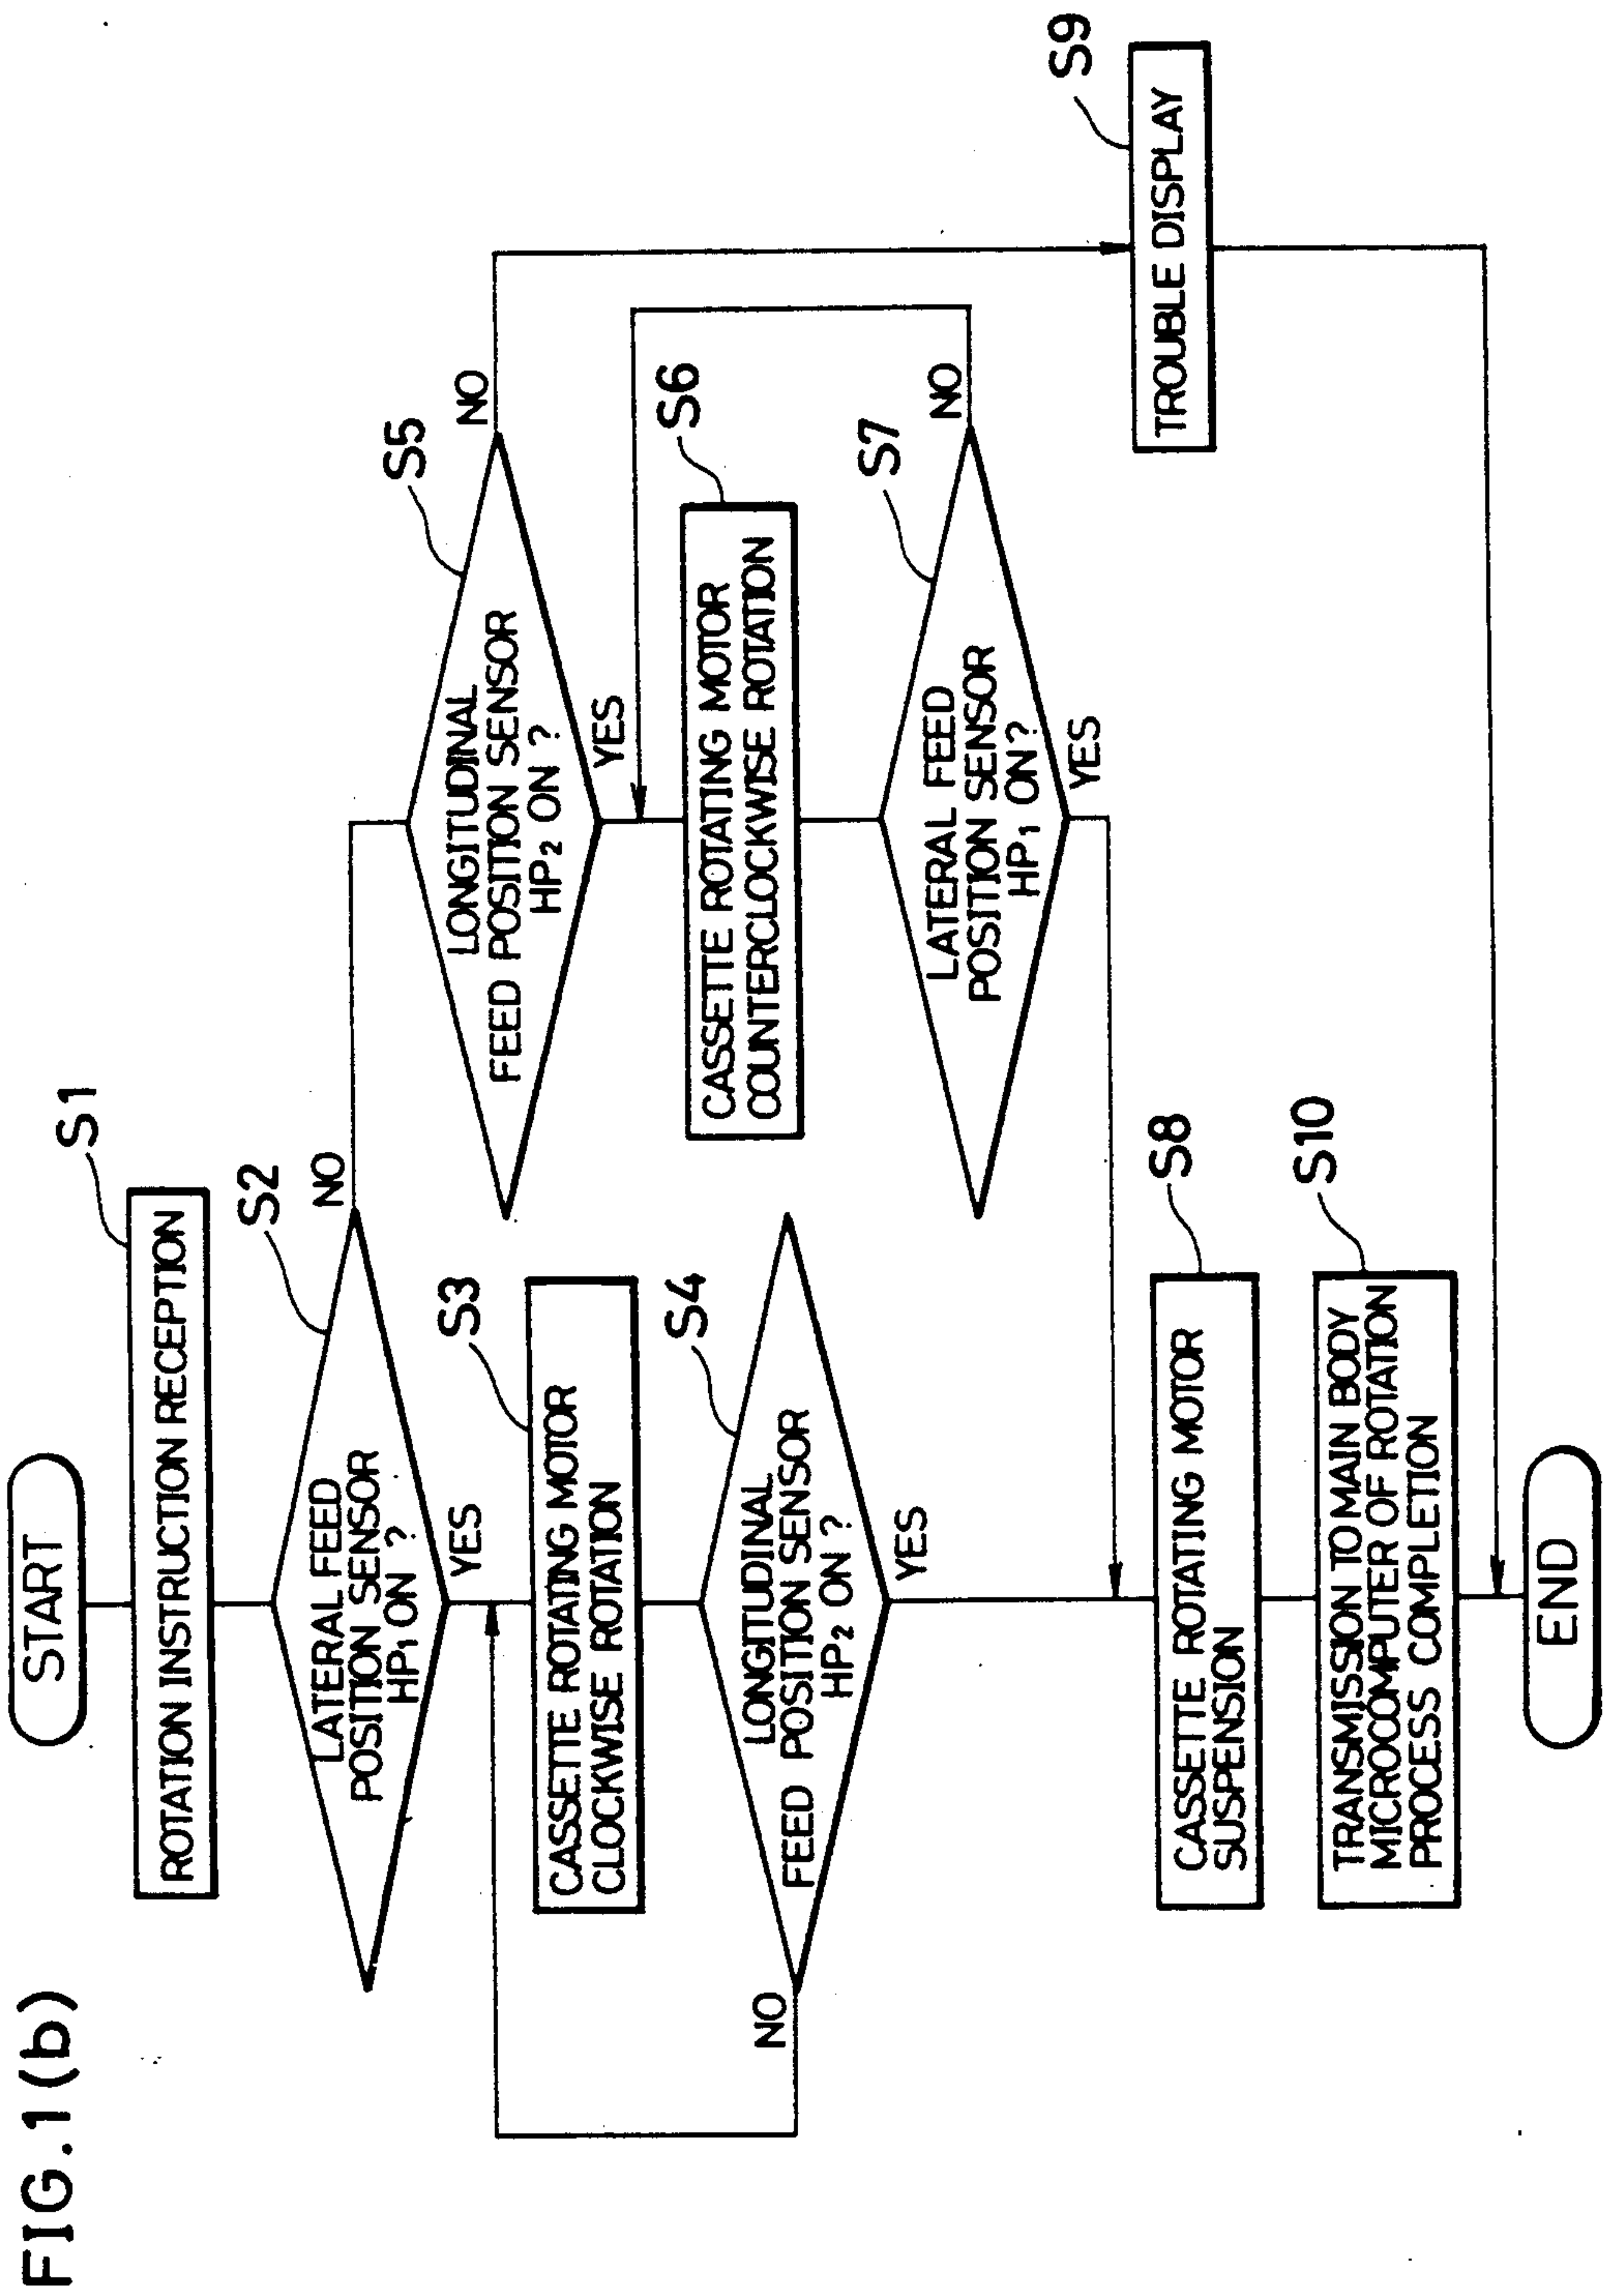 FIG.1(b)
START
S1
ROTATION INSTRUCTION RECEPTION
S2
LATERAL FEED
POSITION SENSOR
HP₁ ON ?
NO
YES
S3
CASSETTE ROTATING MOTOR
CLOCKWISE ROTATION
S4
LONGITUDINAL
FEED POSITION SENSOR
HP₂ ON ?
NO
YES
S5
LONGITUDINAL
FEED POSITION SENSOR
HP₂ ON ?
NO
YES
S6
CASSETTE ROTATING MOTOR
COUNTERCLOCKWISE ROTATION
S7
LATERAL FEED
POSITION SENSOR
HP₁ ON?
NO
YES
S8
CASSETTE ROTATING MOTOR
SUSPENSION
S9
TROUBLE DISPLAY
S10
TRANSMISSION TO MAIN BODY
MICROCOMPUTER OF ROTATION
PROCESS COMPLETION
END